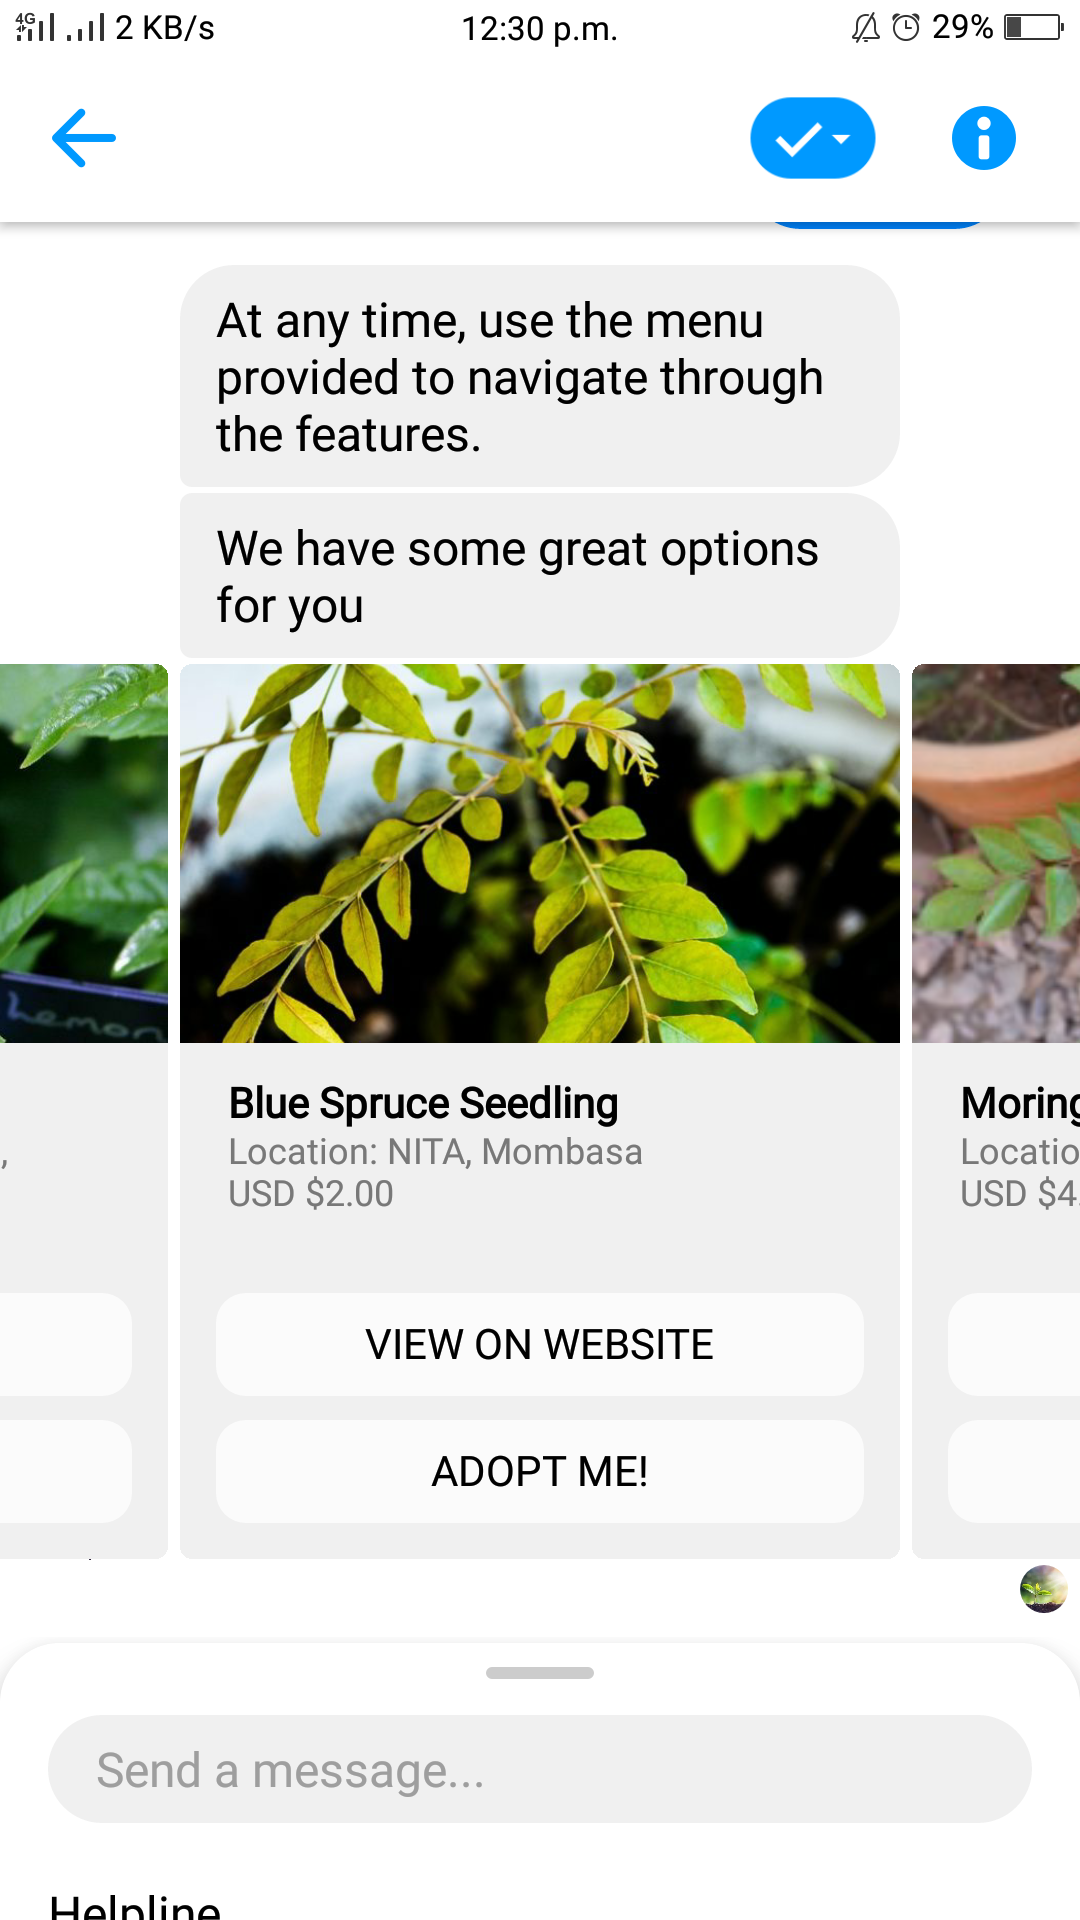 4G 2 KB/s 12:30 p.m. 29%
At any time, use the menu
provided to navigate through
the features.
We have some great options
for you
hemon
Blue Spruce Seedling
Location: NITA, Mombasa
USD $2.00
VIEW ON WEBSITE
ADOPT ME!
,
Moring
Locatio
USD $4.
Send a message...
Helpline